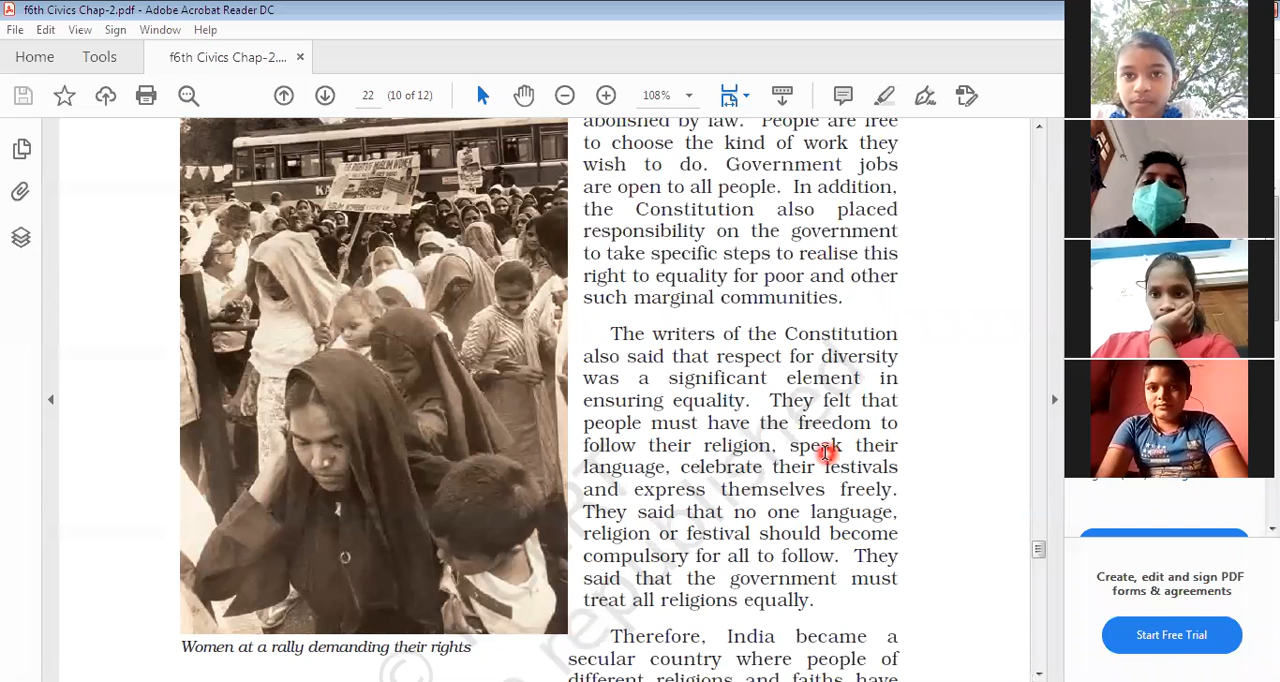 f6th Civics Chap-2.pdf - Adobe Acrobat Reader DC
File Edit View Sign Window Help
Home Tools f6th Civics Chap-2.... ×
22 (10 of 12) 108%
abolished by law. People are free
to choose the kind of work they
wish to do. Government jobs
are open to all people. In addition,
the Constitution also placed
responsibility on the government
to take specific steps to realise this
right to equality for poor and other
such marginal communities.
The writers of the Constitution
also said that respect for diversity
was a significant element in
ensuring equality. They felt that
people must have the freedom to
follow their religion, speak their
language, celebrate their festivals
and express themselves freely.
They said that no one language,
religion or festival should become
compulsory for all to follow. They
said that the government must
treat all religions equally.
Therefore, India became a
secular country where people of
different religions and faiths have
Women at a rally demanding their rights
republished
Create, edit and sign PDF
forms & agreements
Start Free Trial